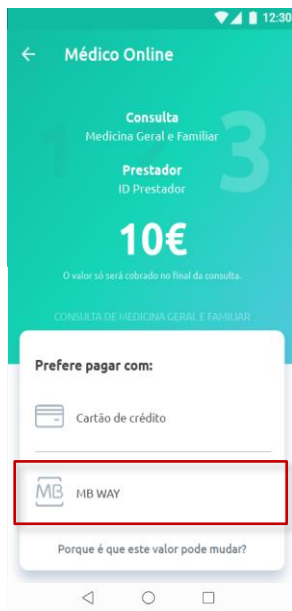 12:30
Médico Online
1
3
Consulta
Medicina Geral e Familiar
Prestador
ID Prestador
10€
O valor só será cobrado no final da consulta.
CONSULTA DE MEDICINA GERAL E FAMILIAR
Prefere pagar com:
Cartão de crédito
MB
MB WAY
Porque é que este valor pode mudar?